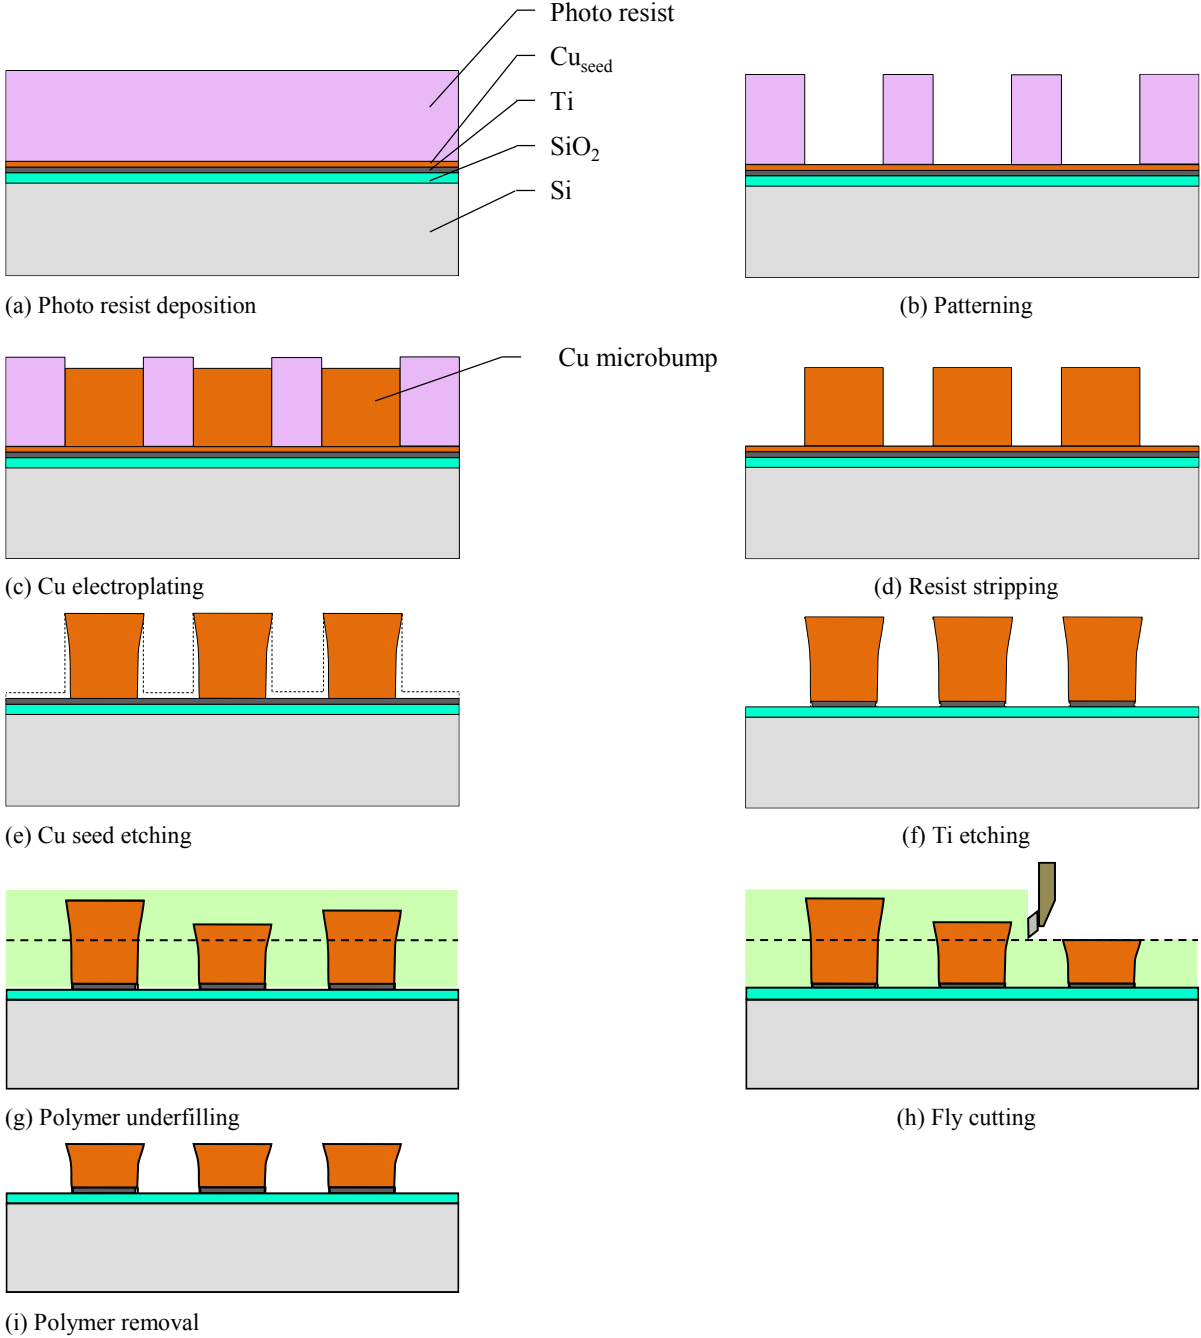 Photo resist
Cu_seed
Ti
SiO₂
Si
(a) Photo resist deposition
(b) Patterning
Cu microbump
(c) Cu electroplating
(d) Resist stripping
(e) Cu seed etching
(f) Ti etching
(g) Polymer underfilling
(h) Fly cutting
(i) Polymer removal